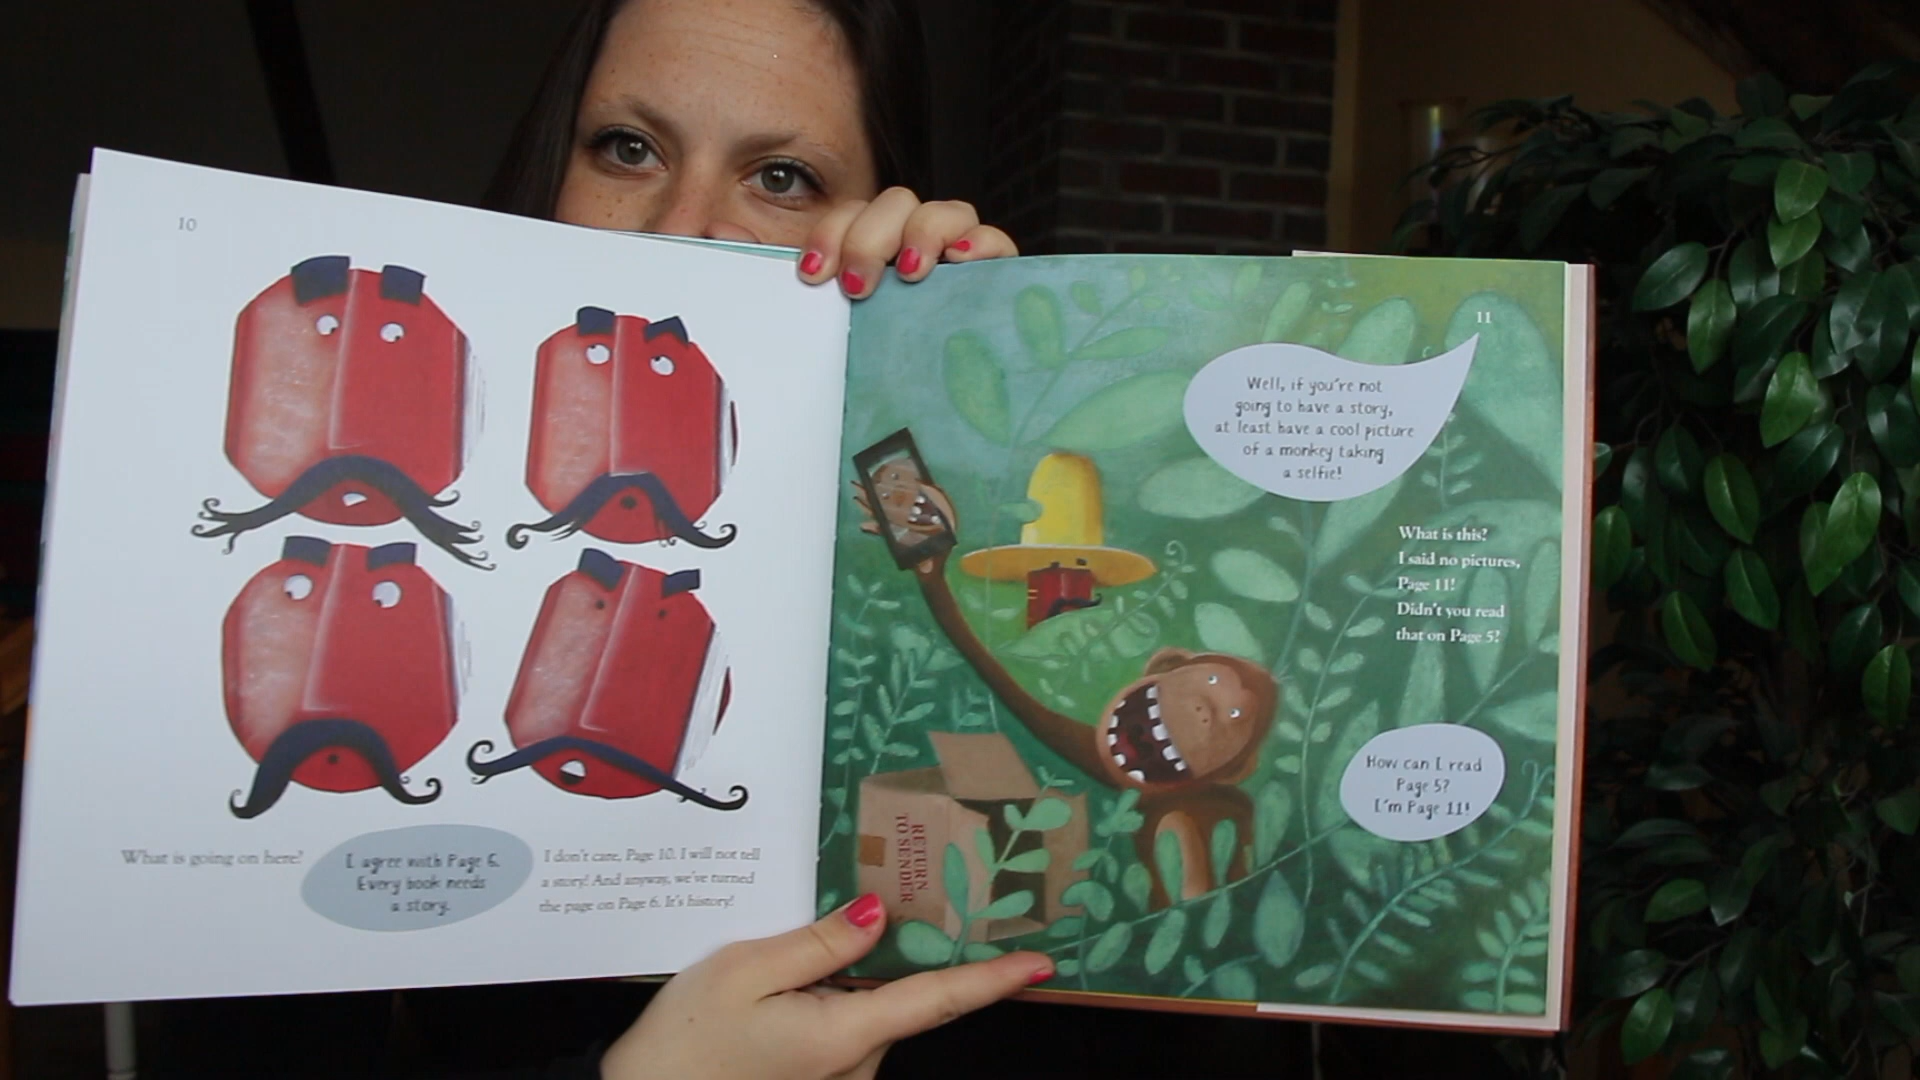 10
What is going on here?
I agree with Page 6.
Every book needs
a story.
I don't care, Page 10. I will not tell
a story! And anyway, we've turned
the page on Page 6. It's history!
11
Well, if you're not
going to have a story,
at least have a cool picture
of a monkey taking
a selfie!
What is this?
I said no pictures,
Page 11!
Didn't you read
that on Page 5?
How can I read
Page 5?
I'm Page 11!
RETURN
TO SENDER